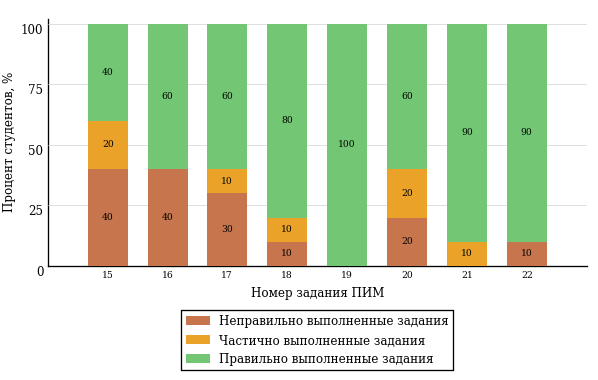 Процент студентов, %
100
75
50
25
0
40 60 60 80 100 60 90 90
20 10 10 20 10
40 40 30 10 20 10
15 16 17 18 19 20 21 22
Номер задания ПИМ
Неправильно выполненные задания
Частично выполненные задания
Правильно выполненные задания